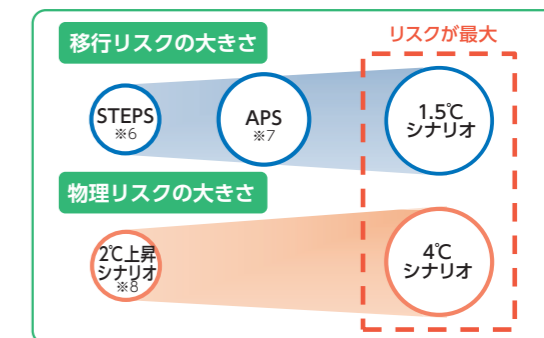 移行リスクの大きさ
リスクが最大
STEPS
※6
APS
※7
1.5℃
シナリオ
物理リスクの大きさ
2℃上昇
シナリオ
※8
4℃
シナリオ